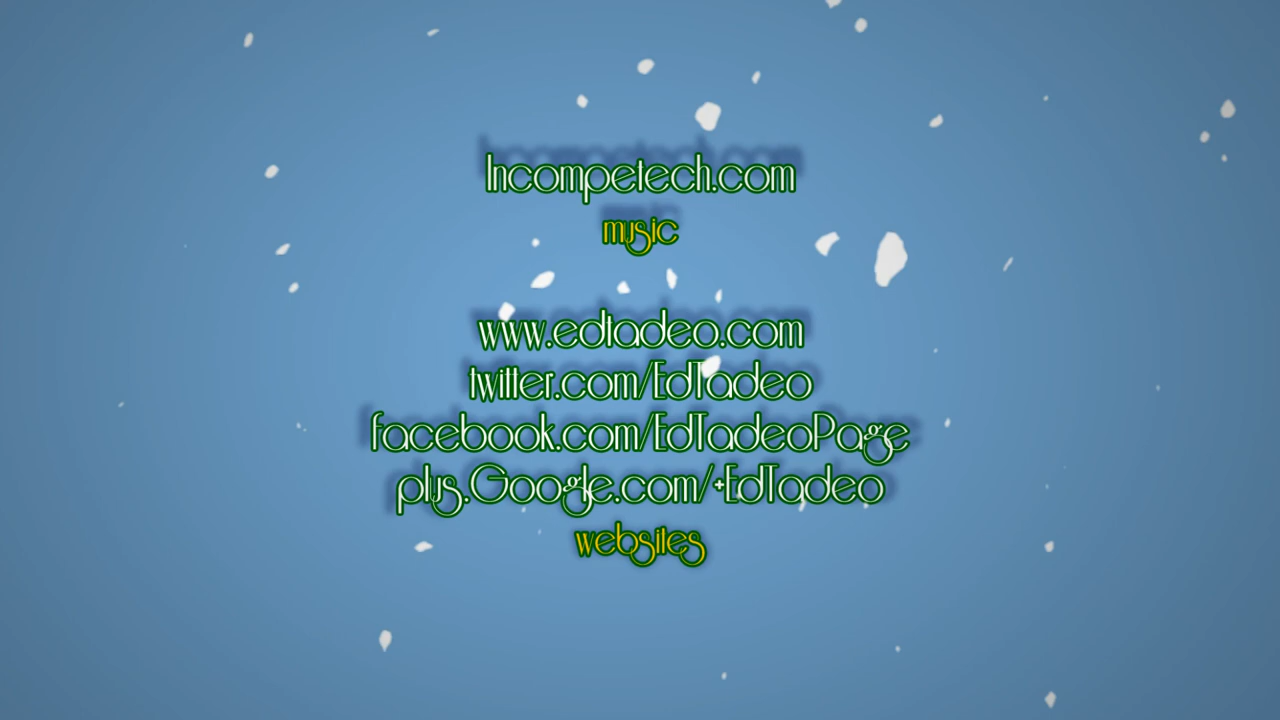 Incompetech.com
music
www.edtadeo.com
twitter.com/EdTadeo
facebook.com/EdTadeoPage
plus.Google.com/+EdTadeo
websites